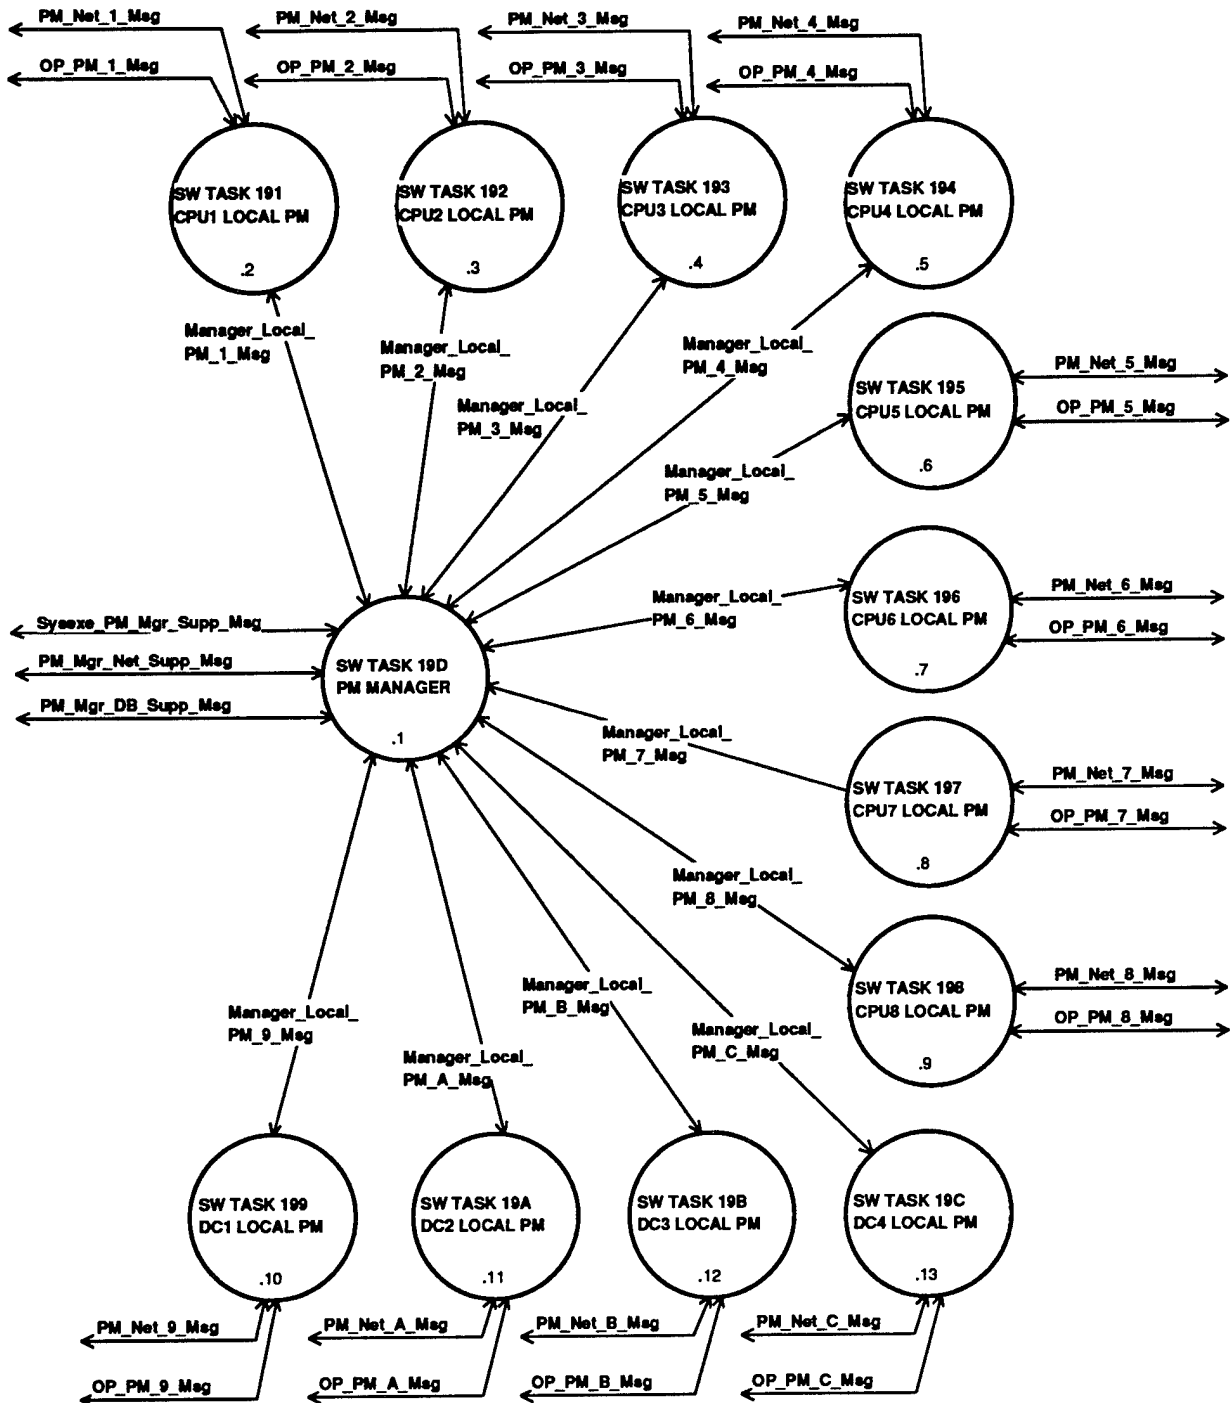 PM_Net_1_Msg
OP_PM_1_Msg
PM_Net_2_Msg
OP_PM_2_Msg
PM_Net_3_Msg
OP_PM_3_Msg
PM_Net_4_Msg
OP_PM_4_Msg
SW TASK 191
CPU1 LOCAL PM
.2
SW TASK 192
CPU2 LOCAL PM
.3
SW TASK 193
CPU3 LOCAL PM
.4
SW TASK 194
CPU4 LOCAL PM
.5
Manager_Local_
PM_1_Msg
Manager_Local_
PM_2_Msg
Manager_Local_
PM_3_Msg
Manager_Local_
PM_4_Msg
SW TASK 195
CPU5 LOCAL PM
.6
PM_Net_5_Msg
OP_PM_5_Msg
Manager_Local_
PM_5_Msg
Manager_Local_
PM_6_Msg
SW TASK 196
CPU6 LOCAL PM
.7
PM_Net_6_Msg
OP_PM_6_Msg
Sysexe_PM_Mgr_Supp_Msg
PM_Mgr_Net_Supp_Msg
PM_Mgr_DB_Supp_Msg
SW TASK 19D
PM MANAGER
.1
Manager_Local_
PM_7_Msg
SW TASK 197
CPU7 LOCAL PM
.8
PM_Net_7_Msg
OP_PM_7_Msg
Manager_Local_
PM_8_Msg
SW TASK 198
CPU8 LOCAL PM
.9
PM_Net_8_Msg
OP_PM_8_Msg
Manager_Local_
PM_9_Msg
Manager_Local_
PM_A_Msg
Manager_Local_
PM_B_Msg
Manager_Local_
PM_C_Msg
SW TASK 199
DC1 LOCAL PM
.10
SW TASK 19A
DC2 LOCAL PM
.11
SW TASK 19B
DC3 LOCAL PM
.12
SW TASK 19C
DC4 LOCAL PM
.13
PM_Net_9_Msg
OP_PM_9_Msg
PM_Net_A_Msg
OP_PM_A_Msg
PM_Net_B_Msg
OP_PM_B_Msg
PM_Net_C_Msg
OP_PM_C_Msg